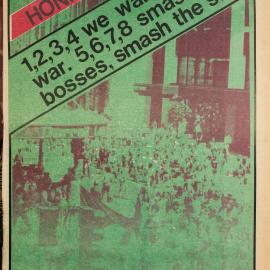 HON
1,2,3,4 we wa
war. 5,6,7,8 smas
bosses, smash the s